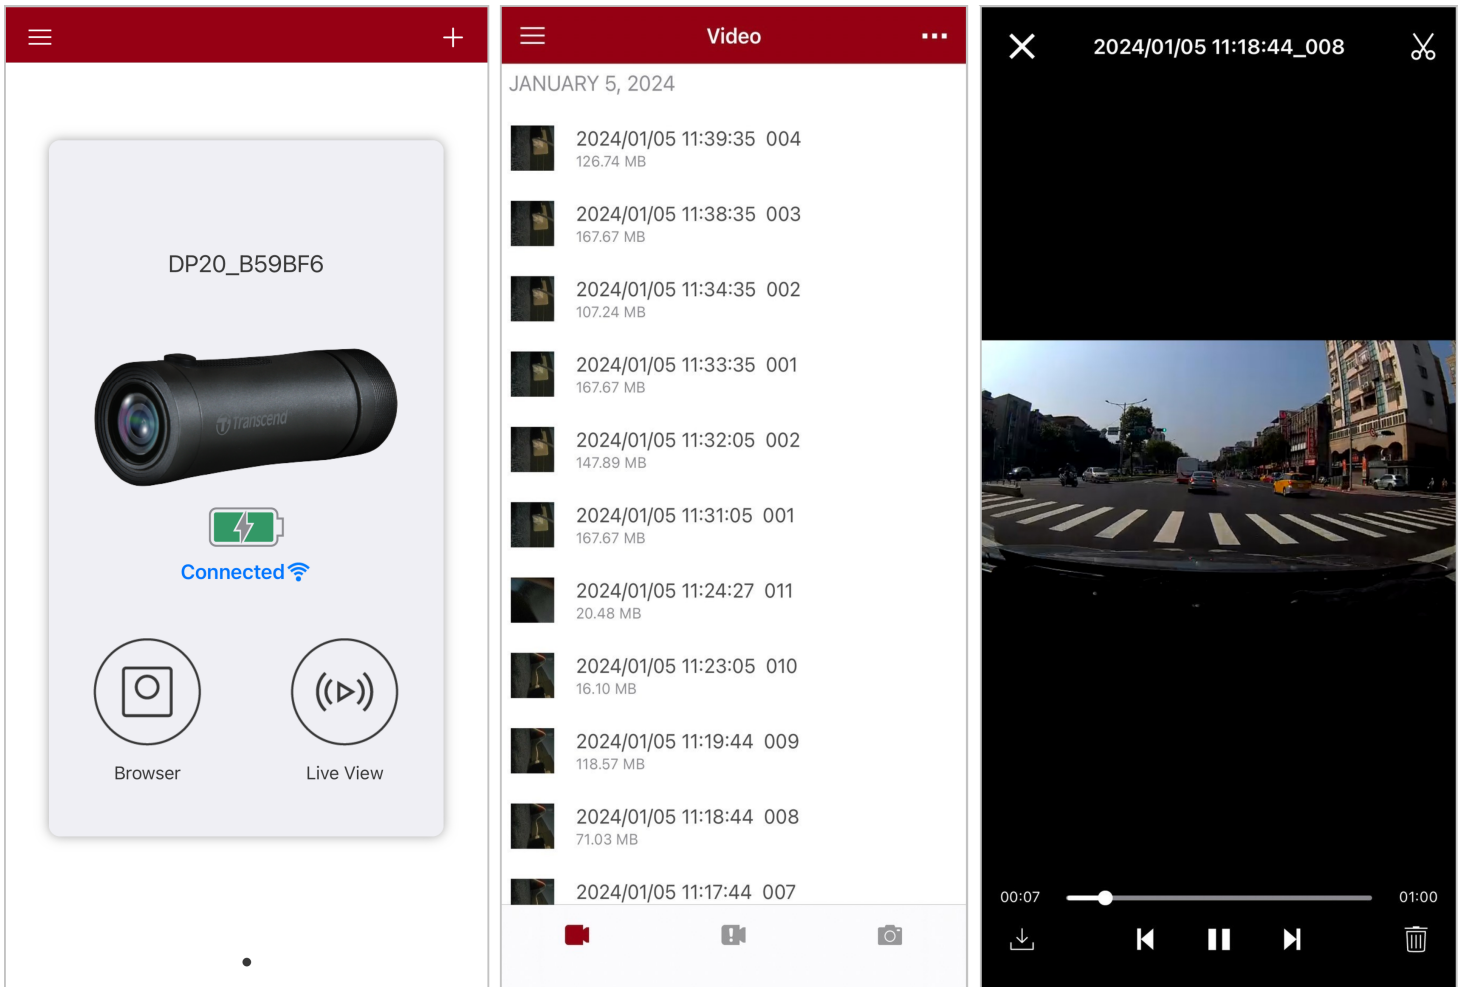 DP20_B59BF6
Transcend
Connected
Browser
Live View
Video
JANUARY 5, 2024
2024/01/05 11:39:35 004
126.74 MB
2024/01/05 11:38:35 003
167.67 MB
2024/01/05 11:34:35 002
107.24 MB
2024/01/05 11:33:35 001
167.67 MB
2024/01/05 11:32:05 002
147.89 MB
2024/01/05 11:31:05 001
167.67 MB
2024/01/05 11:24:27 011
20.48 MB
2024/01/05 11:23:05 010
16.10 MB
2024/01/05 11:19:44 009
118.57 MB
2024/01/05 11:18:44 008
71.03 MB
2024/01/05 11:17:44 007
2024/01/05 11:18:44_008
00:07
01:00